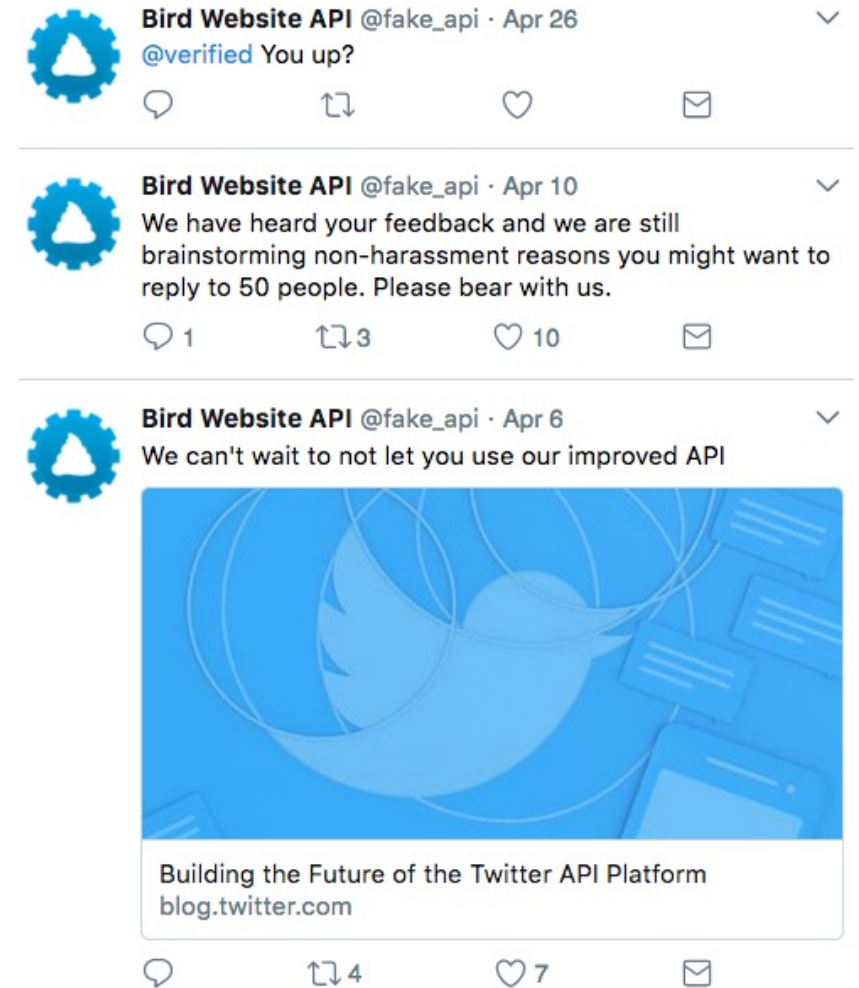 Bird Website API @fake_api · Apr 26
@verified You up?
Bird Website API @fake_api · Apr 10
We have heard your feedback and we are still
brainstorming non-harassment reasons you might want to
reply to 50 people. Please bear with us.
1 3 10
Bird Website API @fake_api · Apr 6
We can't wait to not let you use our improved API
Building the Future of the Twitter API Platform
blog.twitter.com
4 7